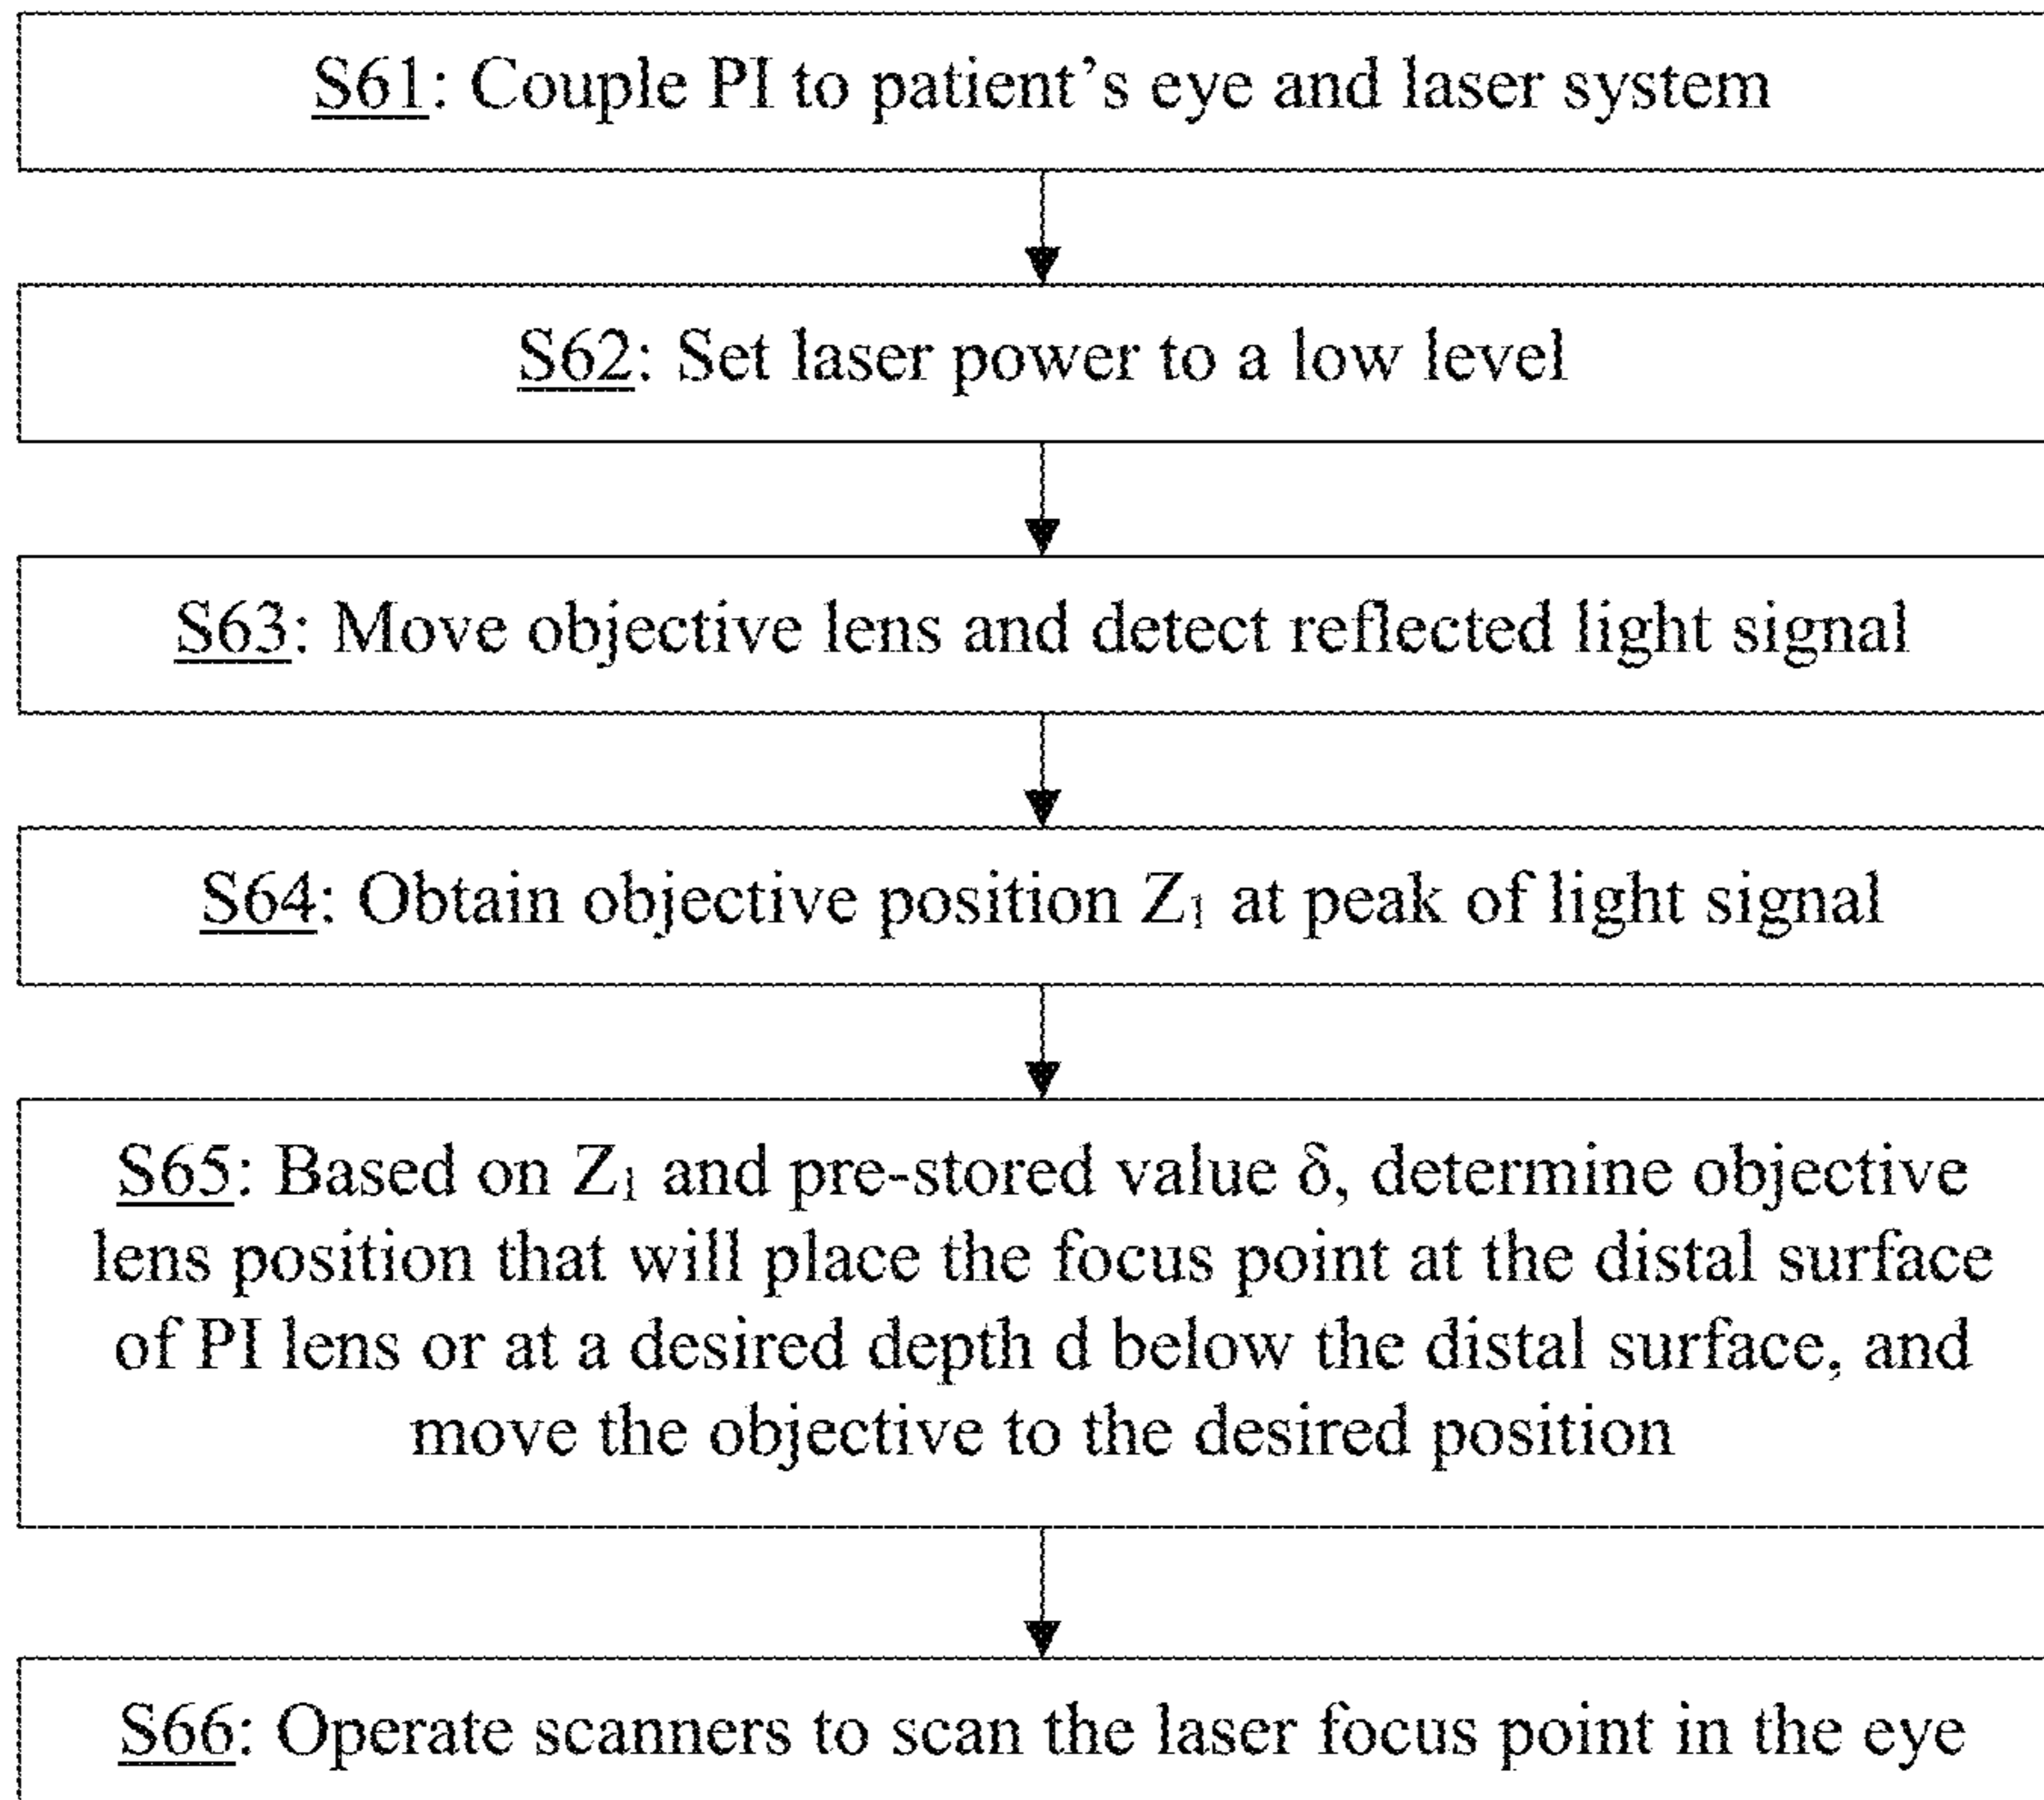 S61: Couple PI to patient’s eye and laser system
S62: Set laser power to a low level
S63: Move objective lens and detect reflected light signal
S64: Obtain objective position Z₁ at peak of light signal
S65: Based on Z₁ and pre-stored value δ, determine objective
lens position that will place the focus point at the distal surface
of PI lens or at a desired depth d below the distal surface, and
move the objective to the desired position
S66: Operate scanners to scan the laser focus point in the eye